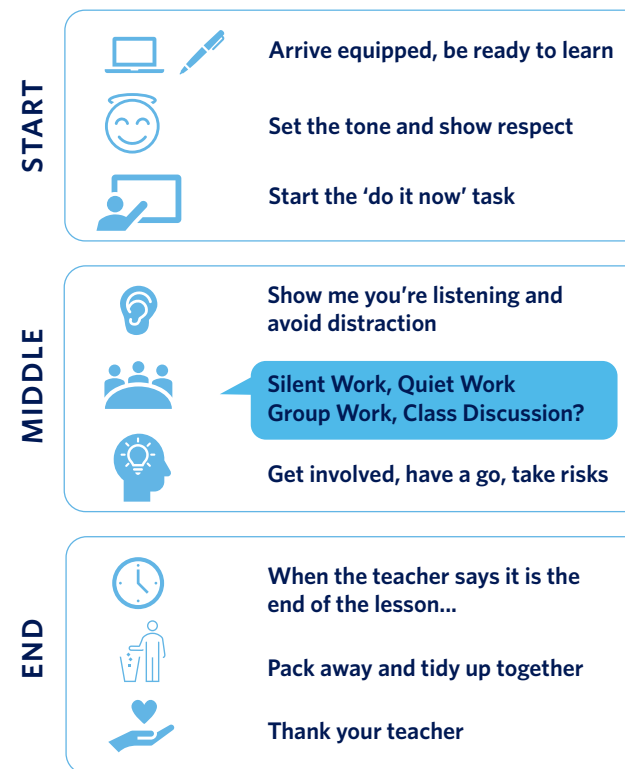 START
Arrive equipped, be ready to learn
Set the tone and show respect
Start the ‘do it now’ task
MIDDLE
Show me you’re listening and
avoid distraction
Silent Work, Quiet Work
Group Work, Class Discussion?
Get involved, have a go, take risks
END
When the teacher says it is the
end of the lesson...
Pack away and tidy up together
Thank your teacher